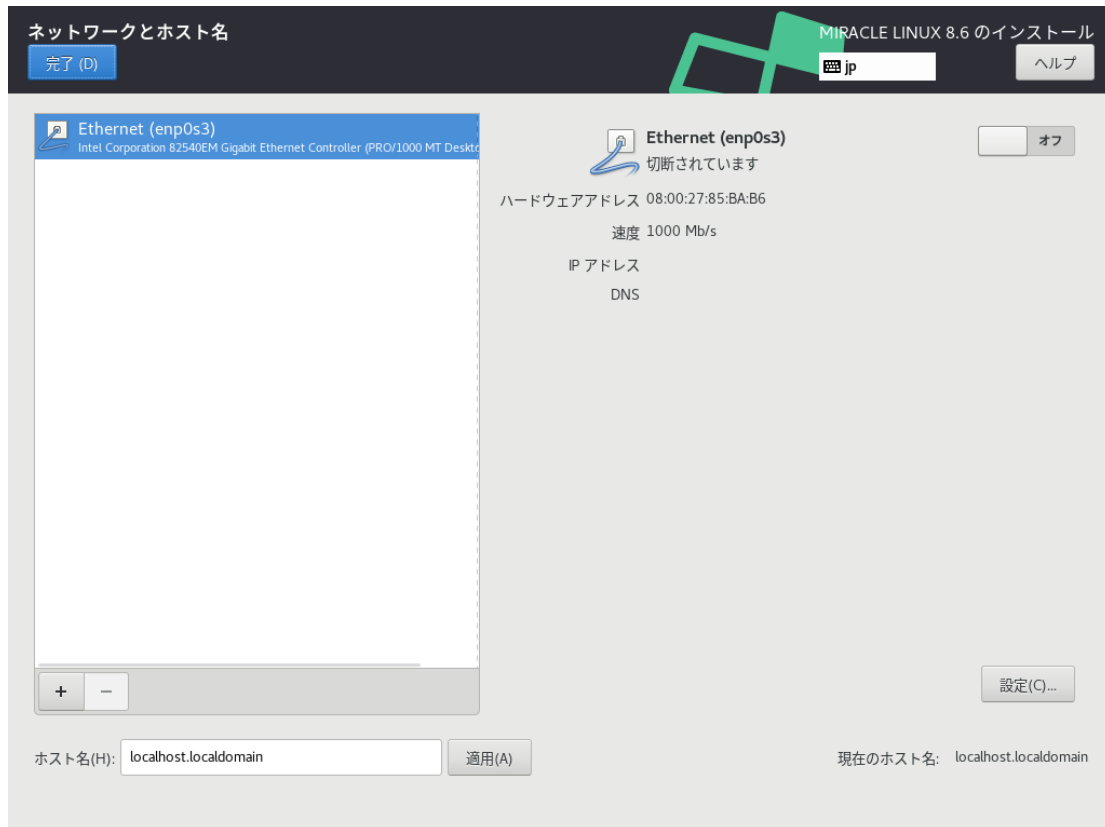 ネットワークとホスト名
MIRACLE LINUX 8.6 のインストール
完了 (D)
jp
ヘルプ
Ethernet (enp0s3)
Intel Corporation 82540EM Gigabit Ethernet Controller (PRO/1000 MT Deskto
Ethernet (enp0s3)
切断されています
オフ
ハードウェアアドレス 08:00:27:85:BA:B6
速度 1000 Mb/s
IP アドレス
DNS
+ −
設定(C)...
ホスト名(H): localhost.localdomain 適用(A)
現在のホスト名: localhost.localdomain